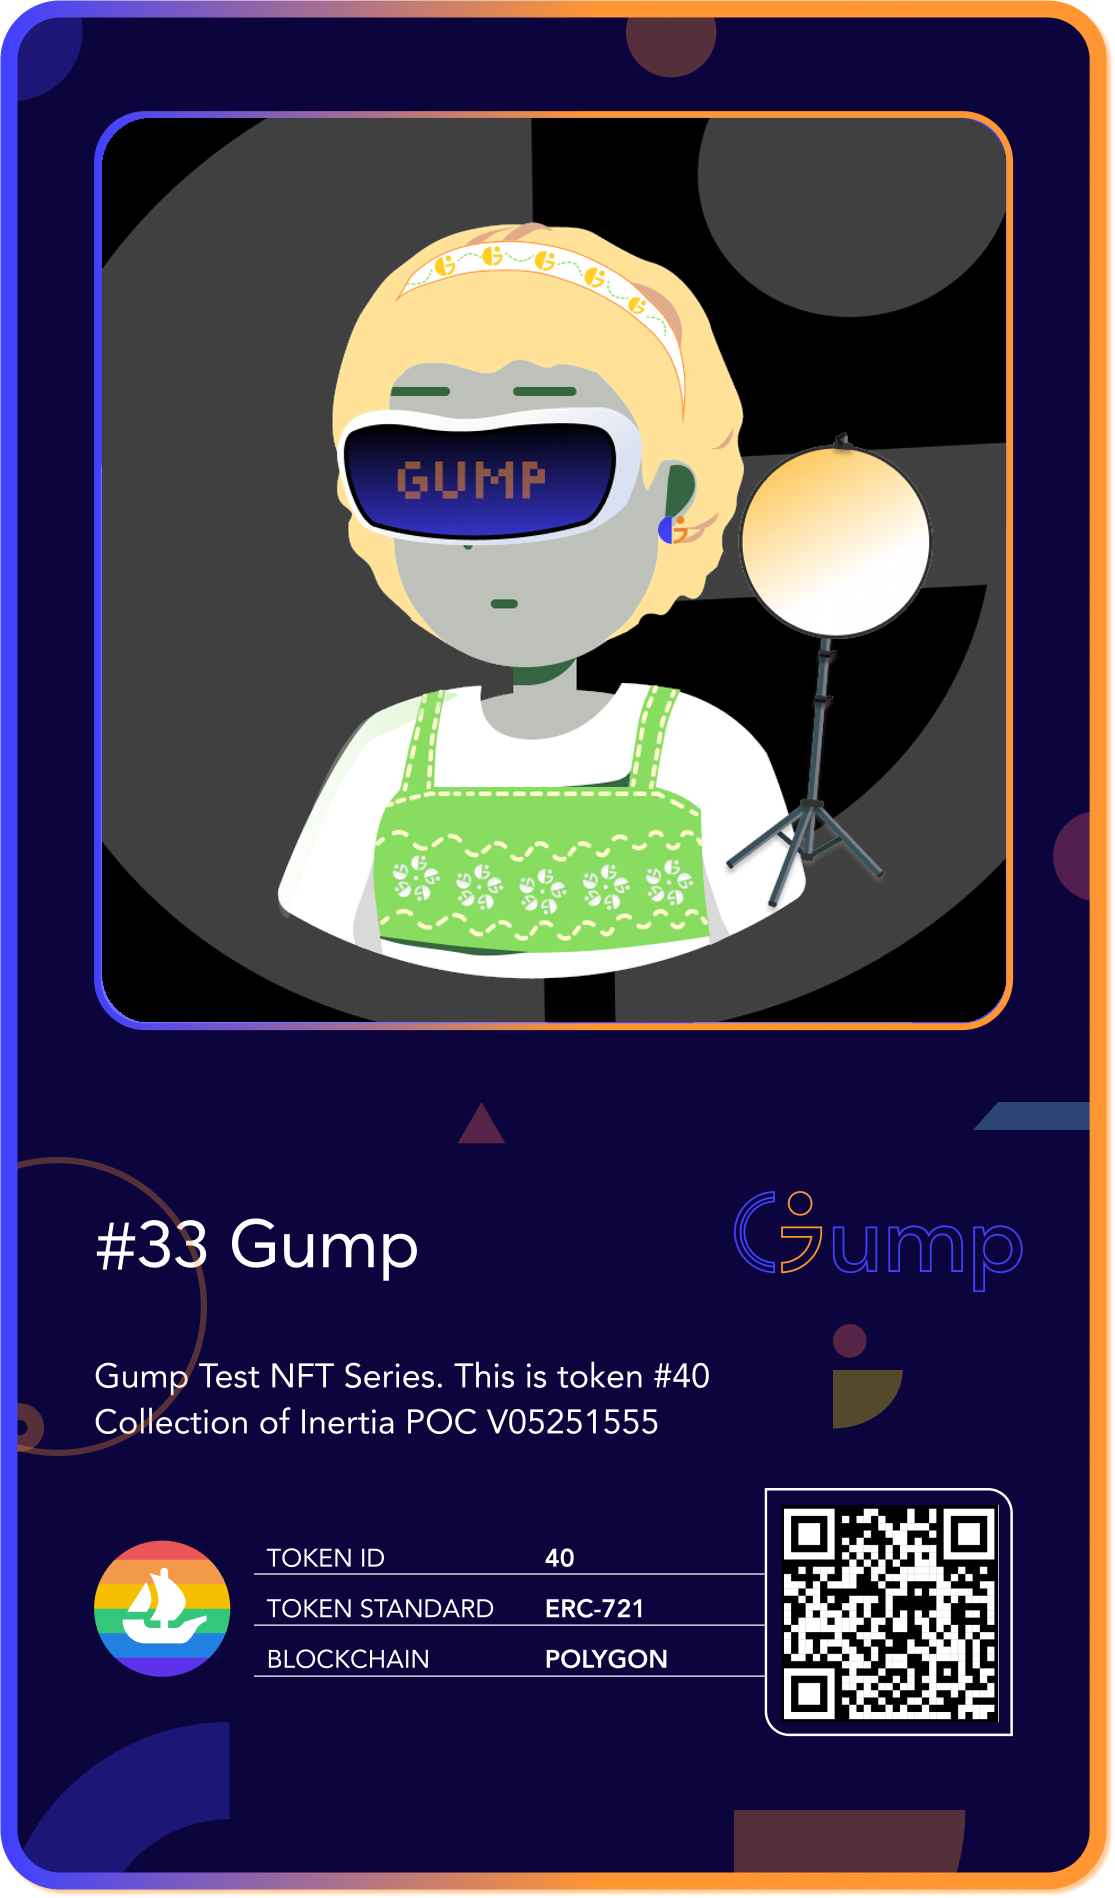 GUMP
#33 Gump
Gump
Gump Test NFT Series. This is token #40
Collection of Inertia POC V05251555
TOKEN ID 40
TOKEN STANDARD ERC-721
BLOCKCHAIN POLYGON